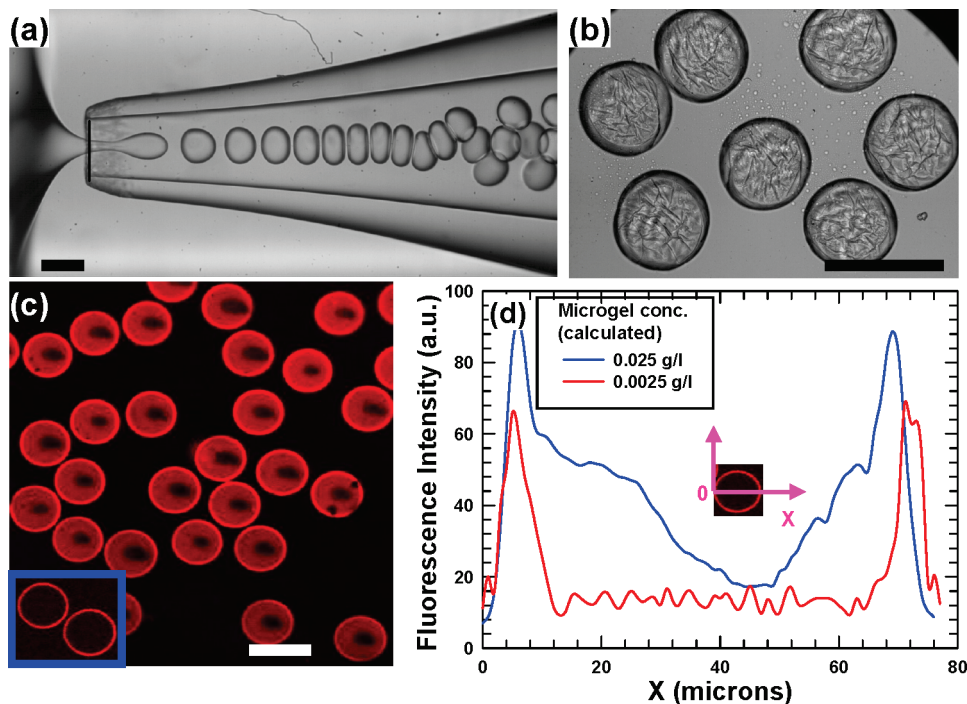 (a)
(b)
(c)
(d)
Microgel conc.
(calculated)
0.025 g/l
0.0025 g/l
0
X
Fluorescence Intensity (a.u.)
100
80
60
40
20
0
0
20
40
60
80
X (microns)